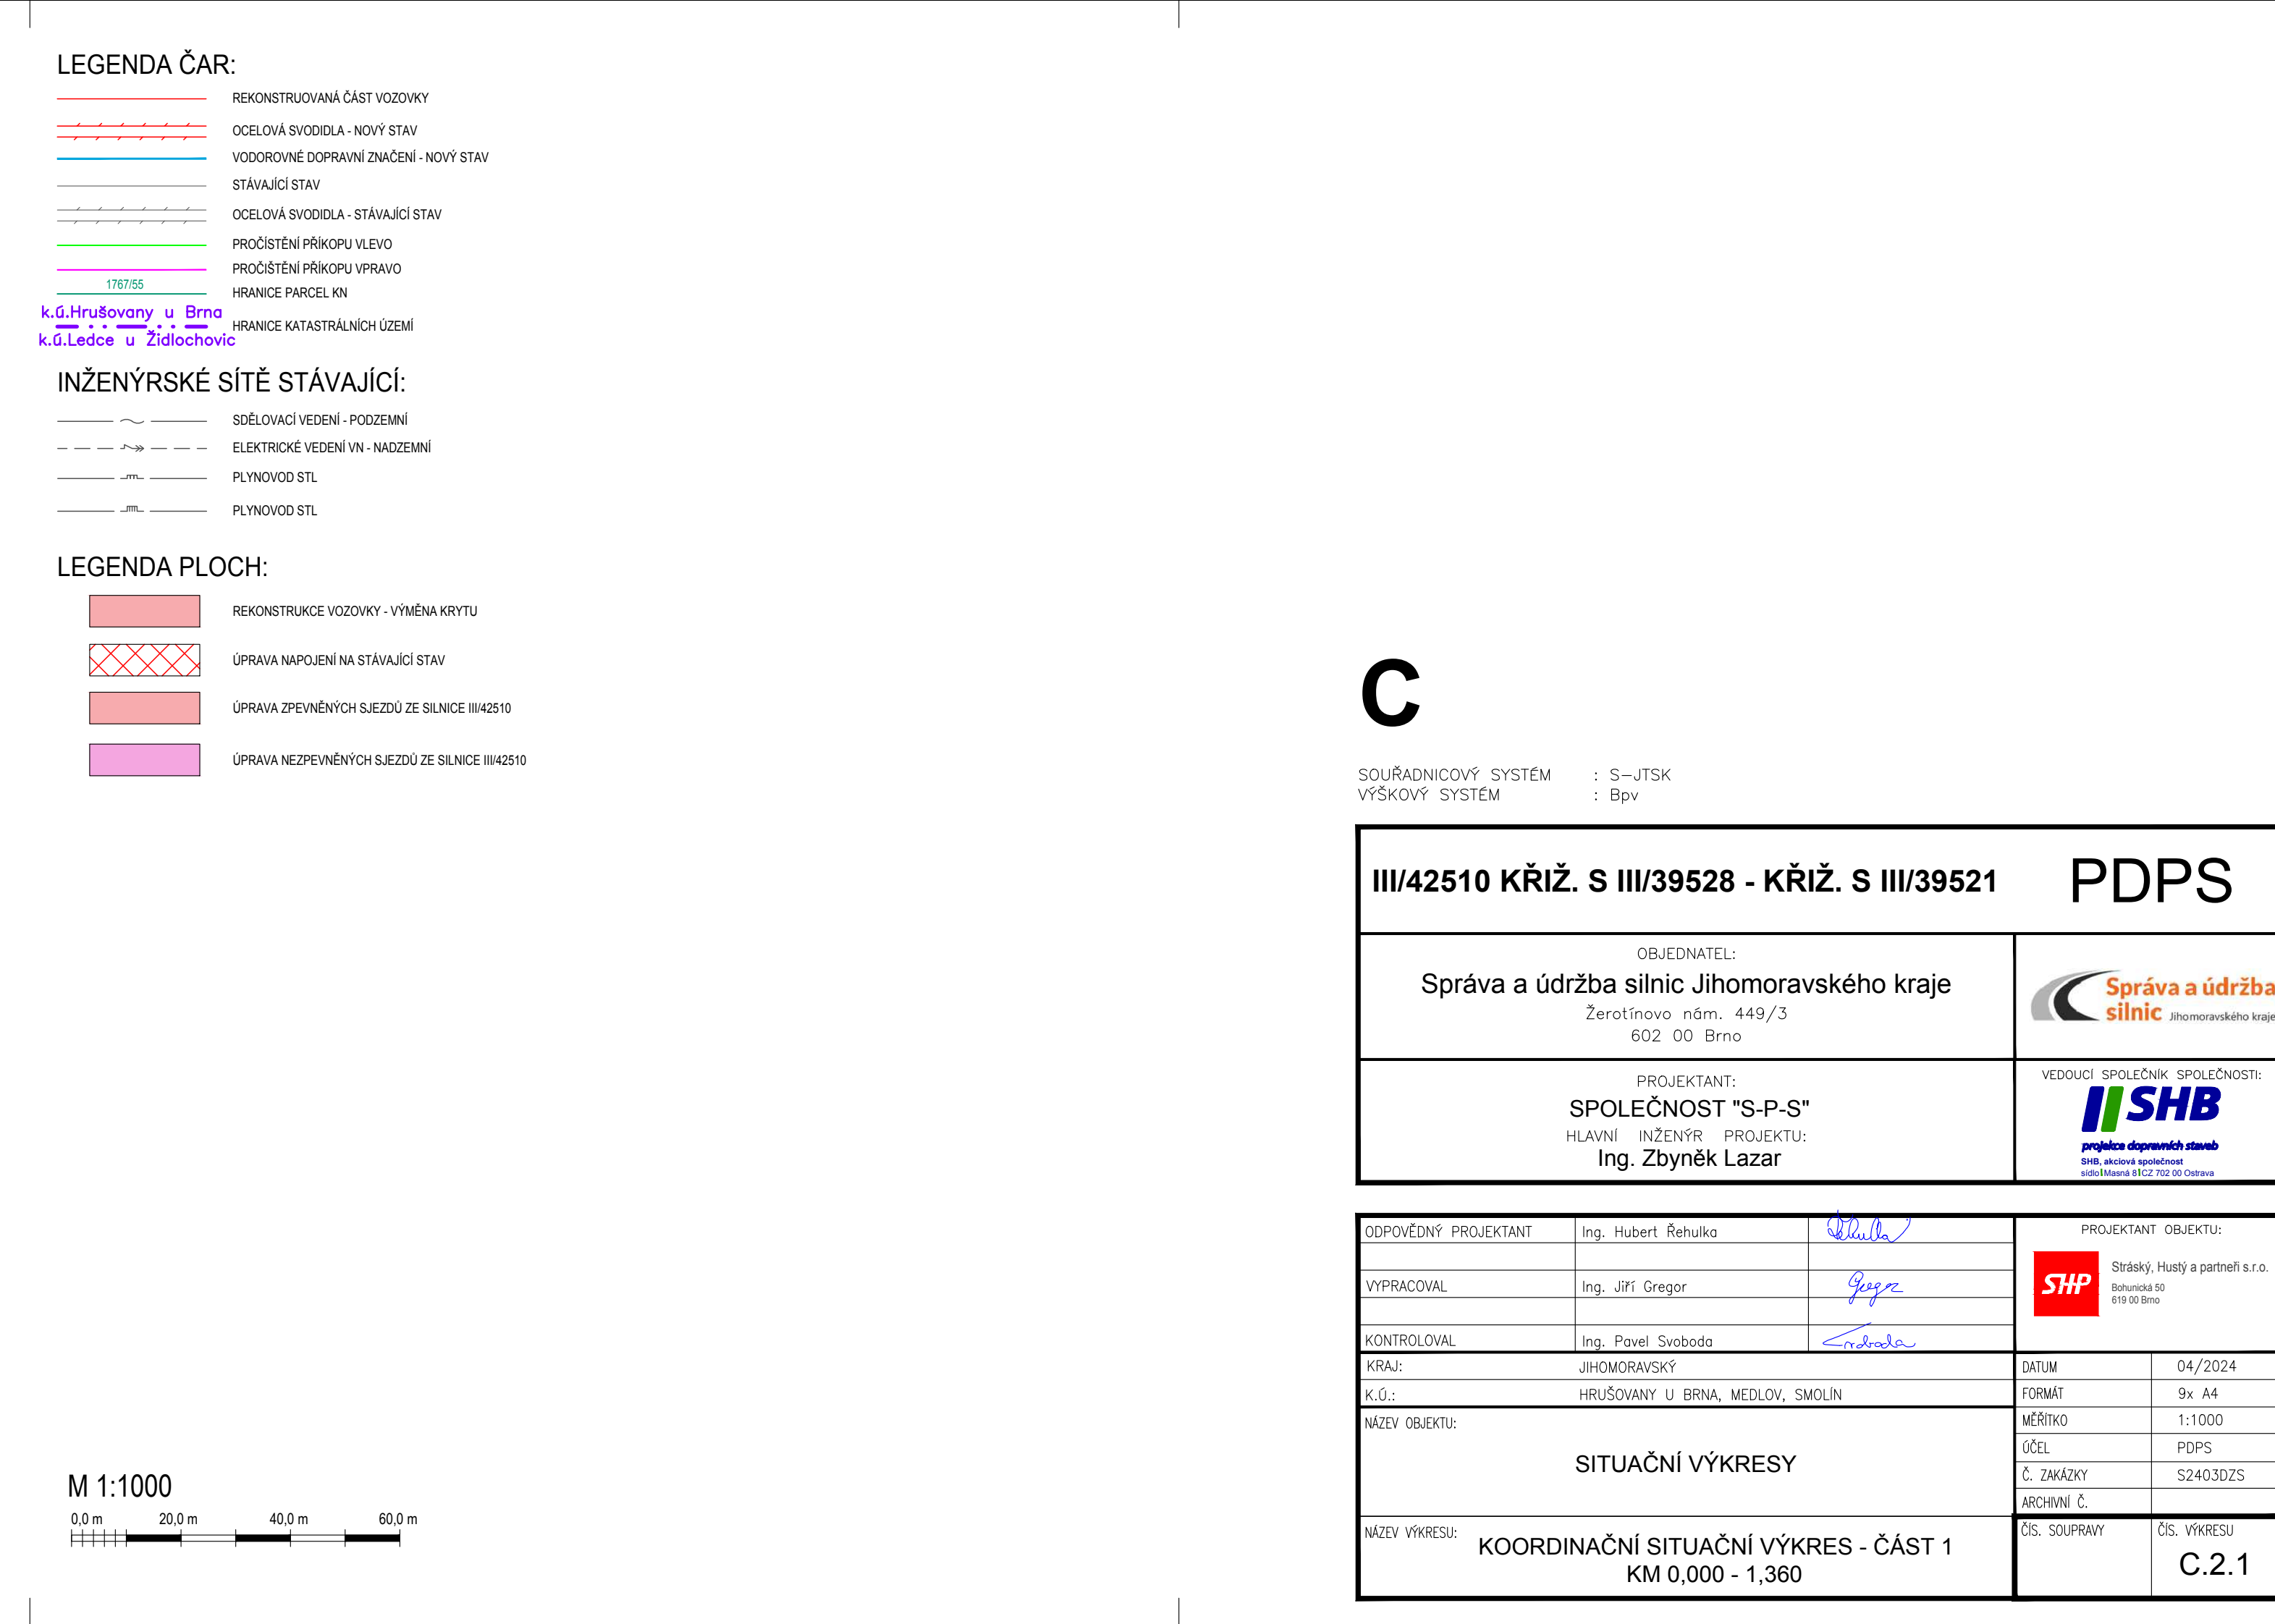 LEGENDA ČAR:
REKONSTRUOVANÁ ČÁST VOZOVKY
OCELOVÁ SVODIDLA - NOVÝ STAV
VODOROVNÉ DOPRAVNÍ ZNAČENÍ - NOVÝ STAV
STÁVAJÍCÍ STAV
OCELOVÁ SVODIDLA - STÁVAJÍCÍ STAV
PROČÍSTĚNÍ PŘÍKOPU VLEVO
PROČIŠTĚNÍ PŘÍKOPU VPRAVO
1767/55
HRANICE PARCEL KN
k.ú.Hrušovany u Brna
HRANICE KATASTRÁLNÍCH ÚZEMÍ
k.ú.Ledce u Židlochovic
INŽENÝRSKÉ SÍTĚ STÁVAJÍCÍ:
SDĚLOVACÍ VEDENÍ - PODZEMNÍ
ELEKTRICKÉ VEDENÍ VN - NADZEMNÍ
PLYNOVOD STL
PLYNOVOD STL
LEGENDA PLOCH:
REKONSTRUKCE VOZOVKY - VÝMĚNA KRYTU
ÚPRAVA NAPOJENÍ NA STÁVAJÍCÍ STAV
ÚPRAVA ZPEVNĚNÝCH SJEZDŮ ZE SILNICE III/42510
ÚPRAVA NEZPEVNĚNÝCH SJEZDŮ ZE SILNICE III/42510
M 1:1000
0,0 m 20,0 m 40,0 m 60,0 m
C
SOUŘADNICOVÝ SYSTÉM : S-JTSK
VÝŠKOVÝ SYSTÉM : Bpv
III/42510 KŘIŽ. S III/39528 - KŘIŽ. S III/39521 PDPS
OBJEDNATEL:
Správa a údržba silnic Jihomoravského kraje
Žerotínovo nám. 449/3
602 00 Brno
Správa a údržba
silnic Jihomoravského kraje
PROJEKTANT:
SPOLEČNOST "S-P-S"
HLAVNÍ INŽENÝR PROJEKTU:
Ing. Zbyněk Lazar
VEDOUCÍ SPOLEČNÍK SPOLEČNOSTI:
SHB
projekce dopravních staveb
SHB, akciová společnost
sídlo Masná 8 CZ 702 00 Ostrava
ODPOVĚDNÝ PROJEKTANT Ing. Hubert Řehulka Řehulka
VYPRACOVAL Ing. Jiří Gregor Gregor
KONTROLOVAL Ing. Pavel Svoboda Svoboda
PROJEKTANT OBJEKTU:
SHP
Stráský, Hustý a partneři s.r.o.
Bohunická 50
619 00 Brno
KRAJ: JIHOMORAVSKÝ
K.Ú.: HRUŠOVANY U BRNA, MEDLOV, SMOLÍN
NÁZEV OBJEKTU:
SITUAČNÍ VÝKRESY
DATUM 04/2024
FORMÁT 9x A4
MĚŘÍTKO 1:1000
ÚČEL PDPS
Č. ZAKÁZKY S2403DZS
ARCHIVNÍ Č.
NÁZEV VÝKRESU:
KOORDINAČNÍ SITUAČNÍ VÝKRES - ČÁST 1
KM 0,000 - 1,360
ČÍS. SOUPRAVY ČÍS. VÝKRESU
C.2.1